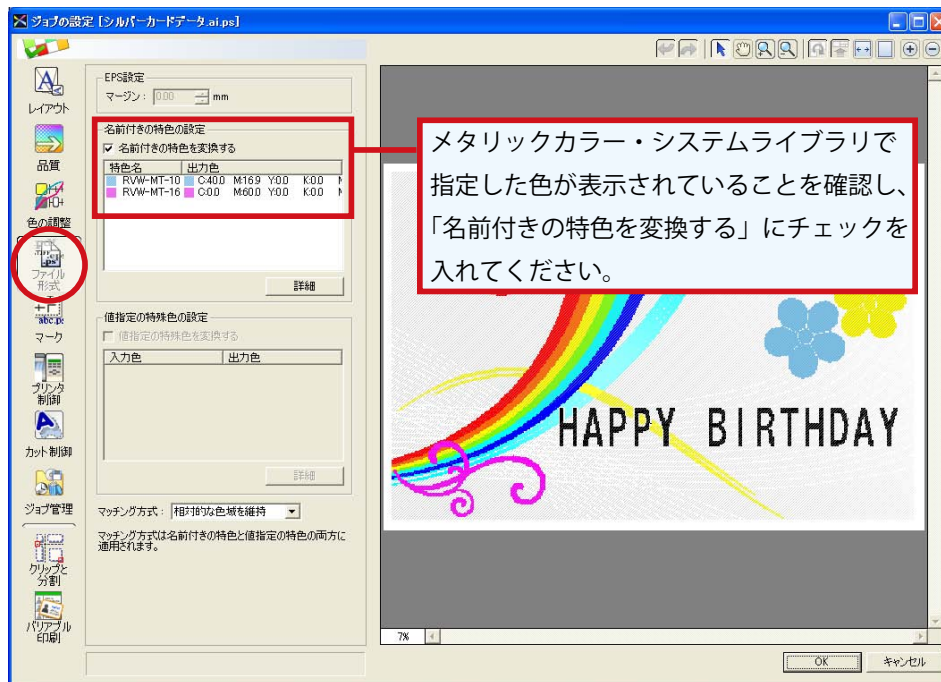 ジョブの設定 [シルバーカードデータ.ai.ps]
レイアウト
品質
色の調整
ファイル
形式
マーク
プリンタ
制御
カット制御
ジョブ管理
クリップと
分割
バリアブル
印刷
EPS設定
マージン： 0.00 mm
名前付きの特色の設定
名前付きの特色を変換する
特色名 出力色
RVW-MT-10 C:40.0 M:16.9 Y:0.0 K:0.0
RVW-MT-16 C:0.0 M:60.0 Y:0.0 K:0.0
詳細
値指定の特殊色の設定
値指定の特殊色を変換する
入力色 出力色
詳細
マッチング方式： 相対的な色域を維持
マッチング方式は名前付きの特色と値指定の特色の両方に
適用されます。
メタリックカラー・システムライブラリで
指定した色が表示されていることを確認し、
「名前付きの特色を変換する」にチェックを
入れてください。
HAPPY BIRTHDAY
7%
OK キャンセル